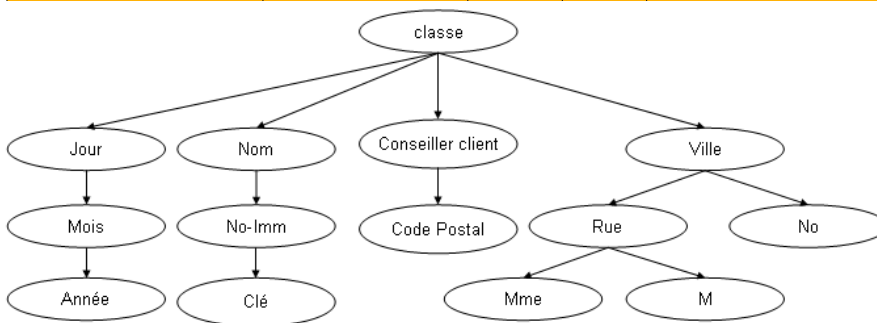 classe
Jour Nom Conseiller client Ville
Mois No-Imm Code Postal Rue No
Année Clé Mme M